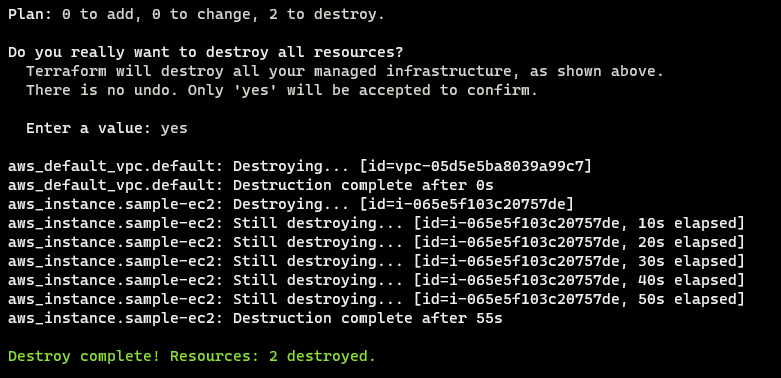 Plan: 0 to add, 0 to change, 2 to destroy.
Do you really want to destroy all resources?
Terraform will destroy all your managed infrastructure, as shown above.
There is no undo. Only 'yes' will be accepted to confirm.
Enter a value: yes
aws_default_vpc.default: Destroying... [id=vpc-05d5e5ba8039a99c7]
aws_default_vpc.default: Destruction complete after 0s
aws_instance.sample-ec2: Destroying... [id=i-065e5f103c20757de]
aws_instance.sample-ec2: Still destroying... [id=i-065e5f103c20757de, 10s elapsed]
aws_instance.sample-ec2: Still destroying... [id=i-065e5f103c20757de, 20s elapsed]
aws_instance.sample-ec2: Still destroying... [id=i-065e5f103c20757de, 30s elapsed]
aws_instance.sample-ec2: Still destroying... [id=i-065e5f103c20757de, 40s elapsed]
aws_instance.sample-ec2: Still destroying... [id=i-065e5f103c20757de, 50s elapsed]
aws_instance.sample-ec2: Destruction complete after 55s
Destroy complete! Resources: 2 destroyed.